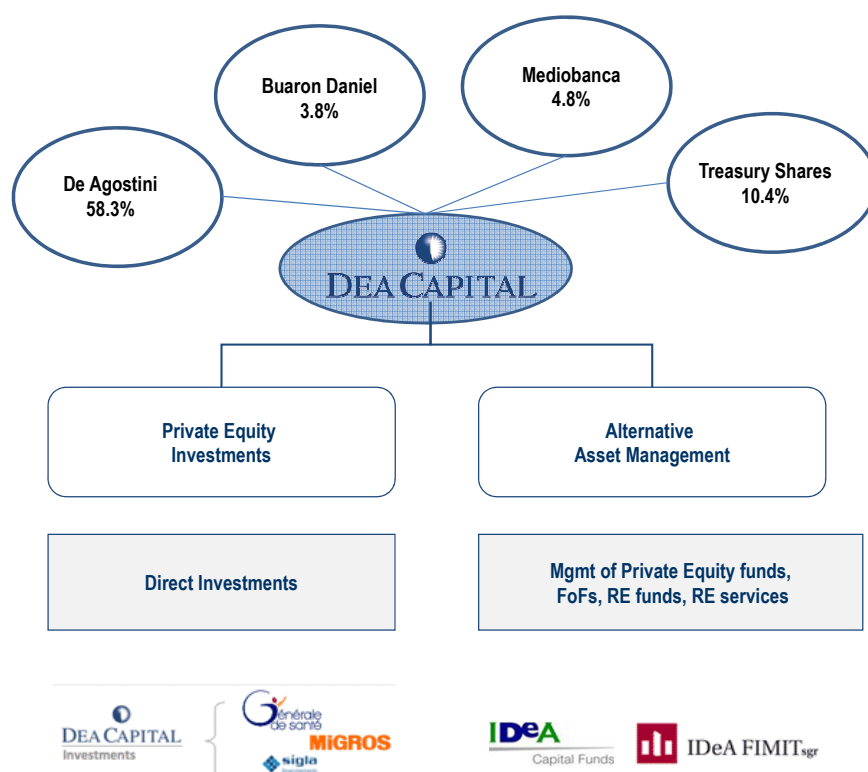 Buaron Daniel
3.8%
Mediobanca
4.8%
De Agostini
58.3%
Treasury Shares
10.4%
DEA CAPITAL
Private Equity
Investments
Alternative
Asset Management
Direct Investments
Mgmt of Private Equity funds,
FoFs, RE funds, RE services
DEA CAPITAL
Investments
Générale
de santé
MiGROS
sigla
IDeA
Capital Funds
IDeA FIMIT sgr